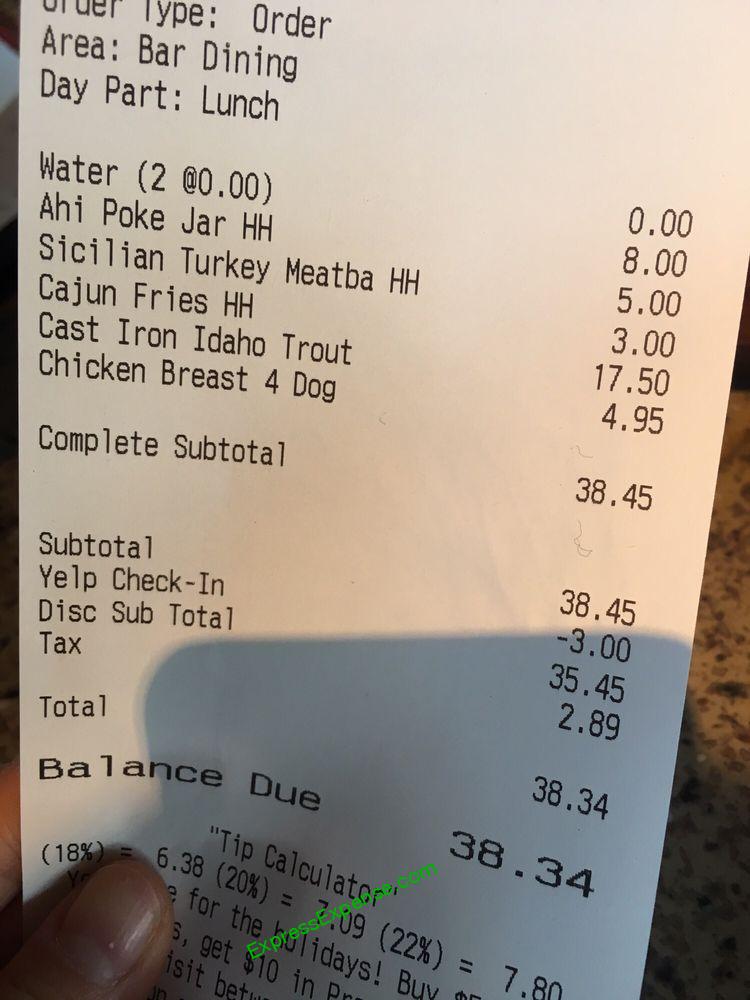 Order Type: Order
Area: Bar Dining
Day Part: Lunch
Water (2 @0.00) 0.00
Ahi Poke Jar HH 8.00
Sicilian Turkey Meatba HH 5.00
Cajun Fries HH 3.00
Cast Iron Idaho Trout 17.50
Chicken Breast 4 Dog 4.95
Complete Subtotal 38.45
Subtotal 38.45
Yelp Check-In -3.00
Disc Sub Total 35.45
Tax 2.89
Total 38.34
Balance Due 38.34
"Tip Calculator"
(18%) = 6.38 (20%) = 7.09 (22%) = 7.80
for the holidays! Buy
get $10 in
ExpressExpense.com